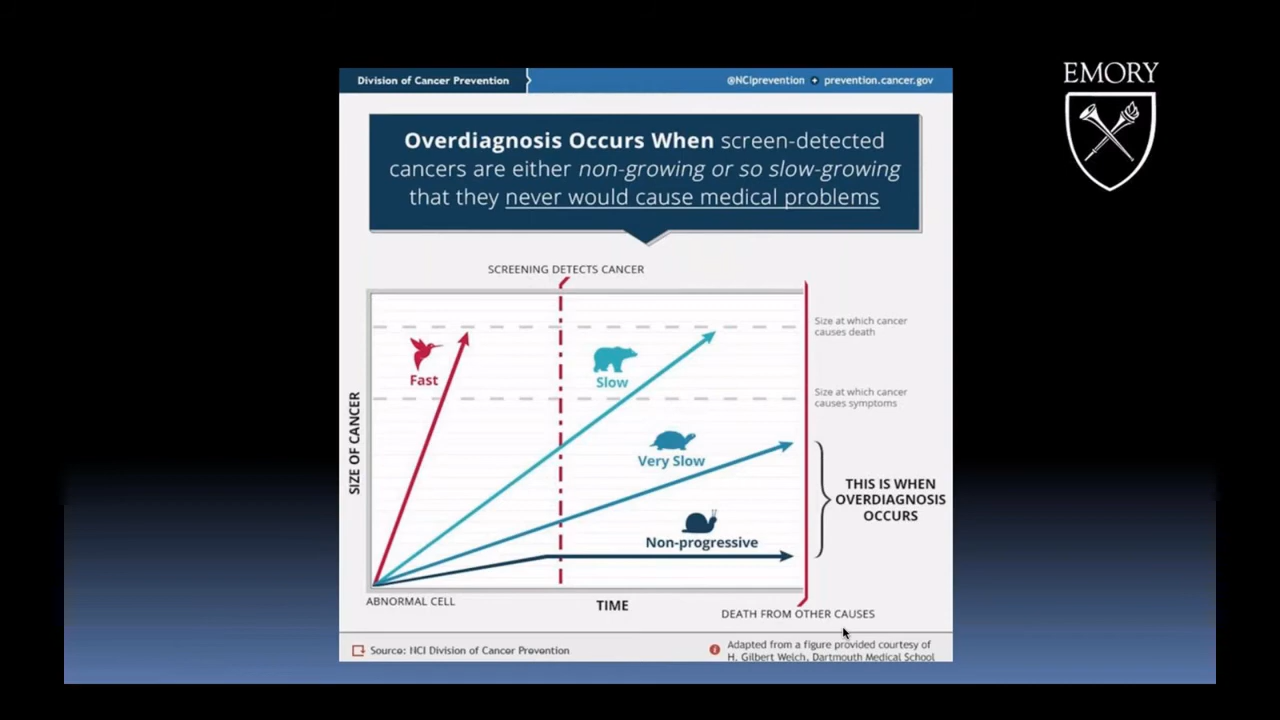 Division of Cancer Prevention
@NCIprevention + prevention.cancer.gov
EMORY
Overdiagnosis Occurs When screen-detected
cancers are either non-growing or so slow-growing
that they never would cause medical problems
SCREENING DETECTS CANCER
Size at which cancer
causes death
Fast
Slow
Size at which cancer
causes symptoms
SIZE OF CANCER
Very Slow
THIS IS WHEN
OVERDIAGNOSIS
OCCURS
Non-progressive
ABNORMAL CELL
TIME
DEATH FROM OTHER CAUSES
Source: NCI Division of Cancer Prevention
Adapted from a figure provided courtesy of
H. Gilbert Welch, Dartmouth Medical School